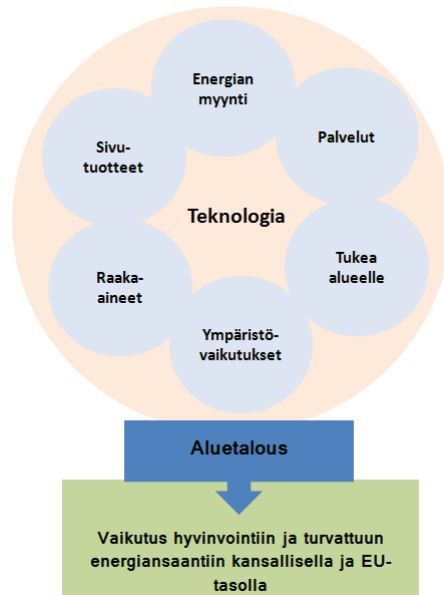 Energian
myynti
Palvelut
Sivu-
tuotteet
Teknologia
Tukea
alueelle
Raaka-
aineet
Ympäristö-
vaikutukset
Aluetalous
Vaikutus hyvinvointiin ja turvattuun
energiansaantiin kansallisella ja EU-
tasolla